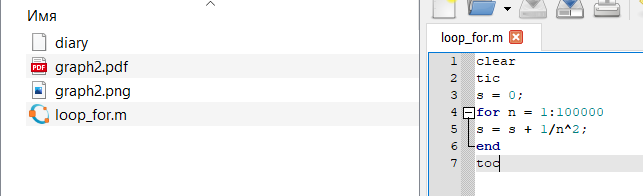 Имя
diary
graph2.pdf
graph2.png
loop_for.m
loop_for.m
1 clear
2 tic
3 s = 0;
4 for n = 1:100000
5 s = s + 1/n^2;
6 end
7 toc